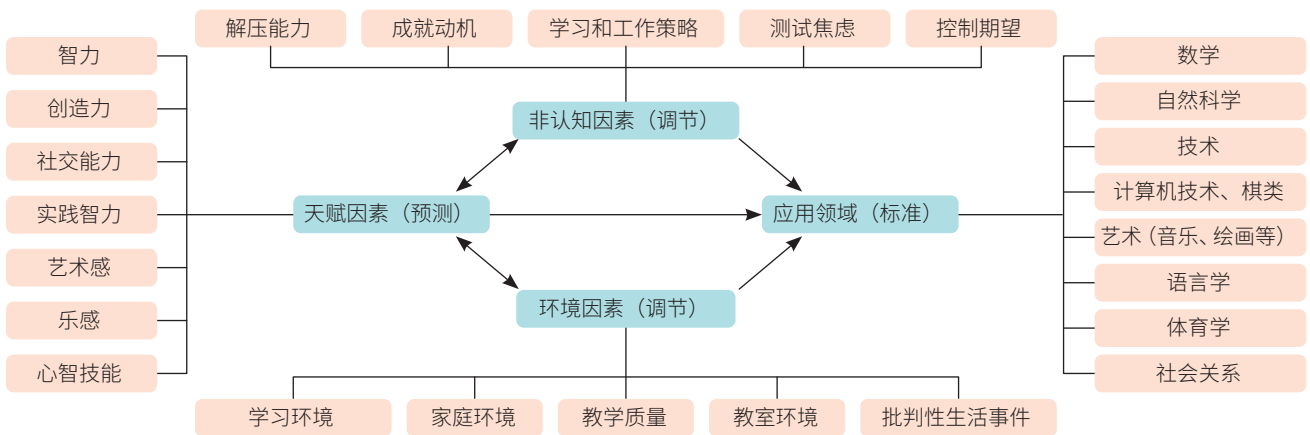 解压能力
成就动机
学习和工作策略
测试焦虑
控制期望
智力
创造力
社交能力
实践智力
艺术感
乐感
心智技能
非认知因素（调节）
天赋因素（预测）
应用领域（标准）
环境因素（调节）
数学
自然科学
技术
计算机技术、棋类
艺术（音乐、绘画等）
语言学
体育学
社会关系
学习环境
家庭环境
教学质量
教室环境
批判性生活事件